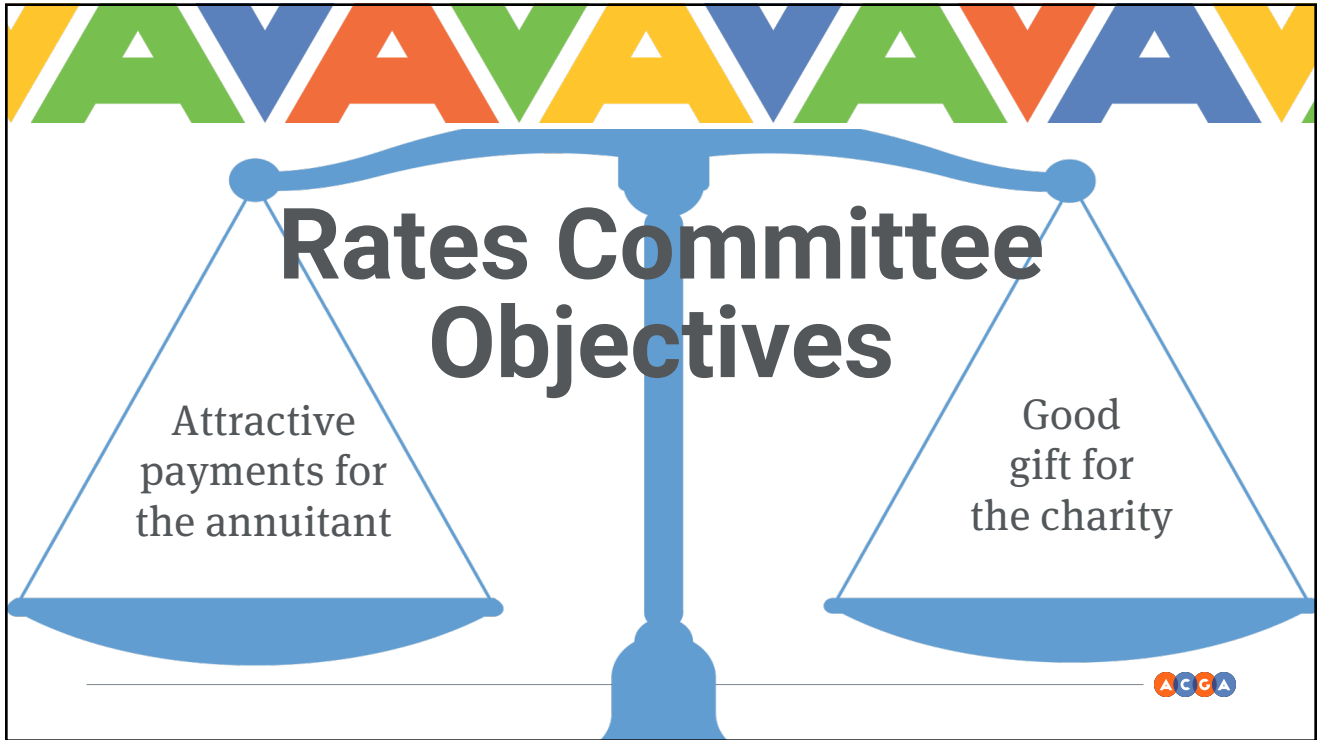 Rates Committee
Objectives
Attractive
payments for
the annuitant
Good
gift for
the charity
ACGA